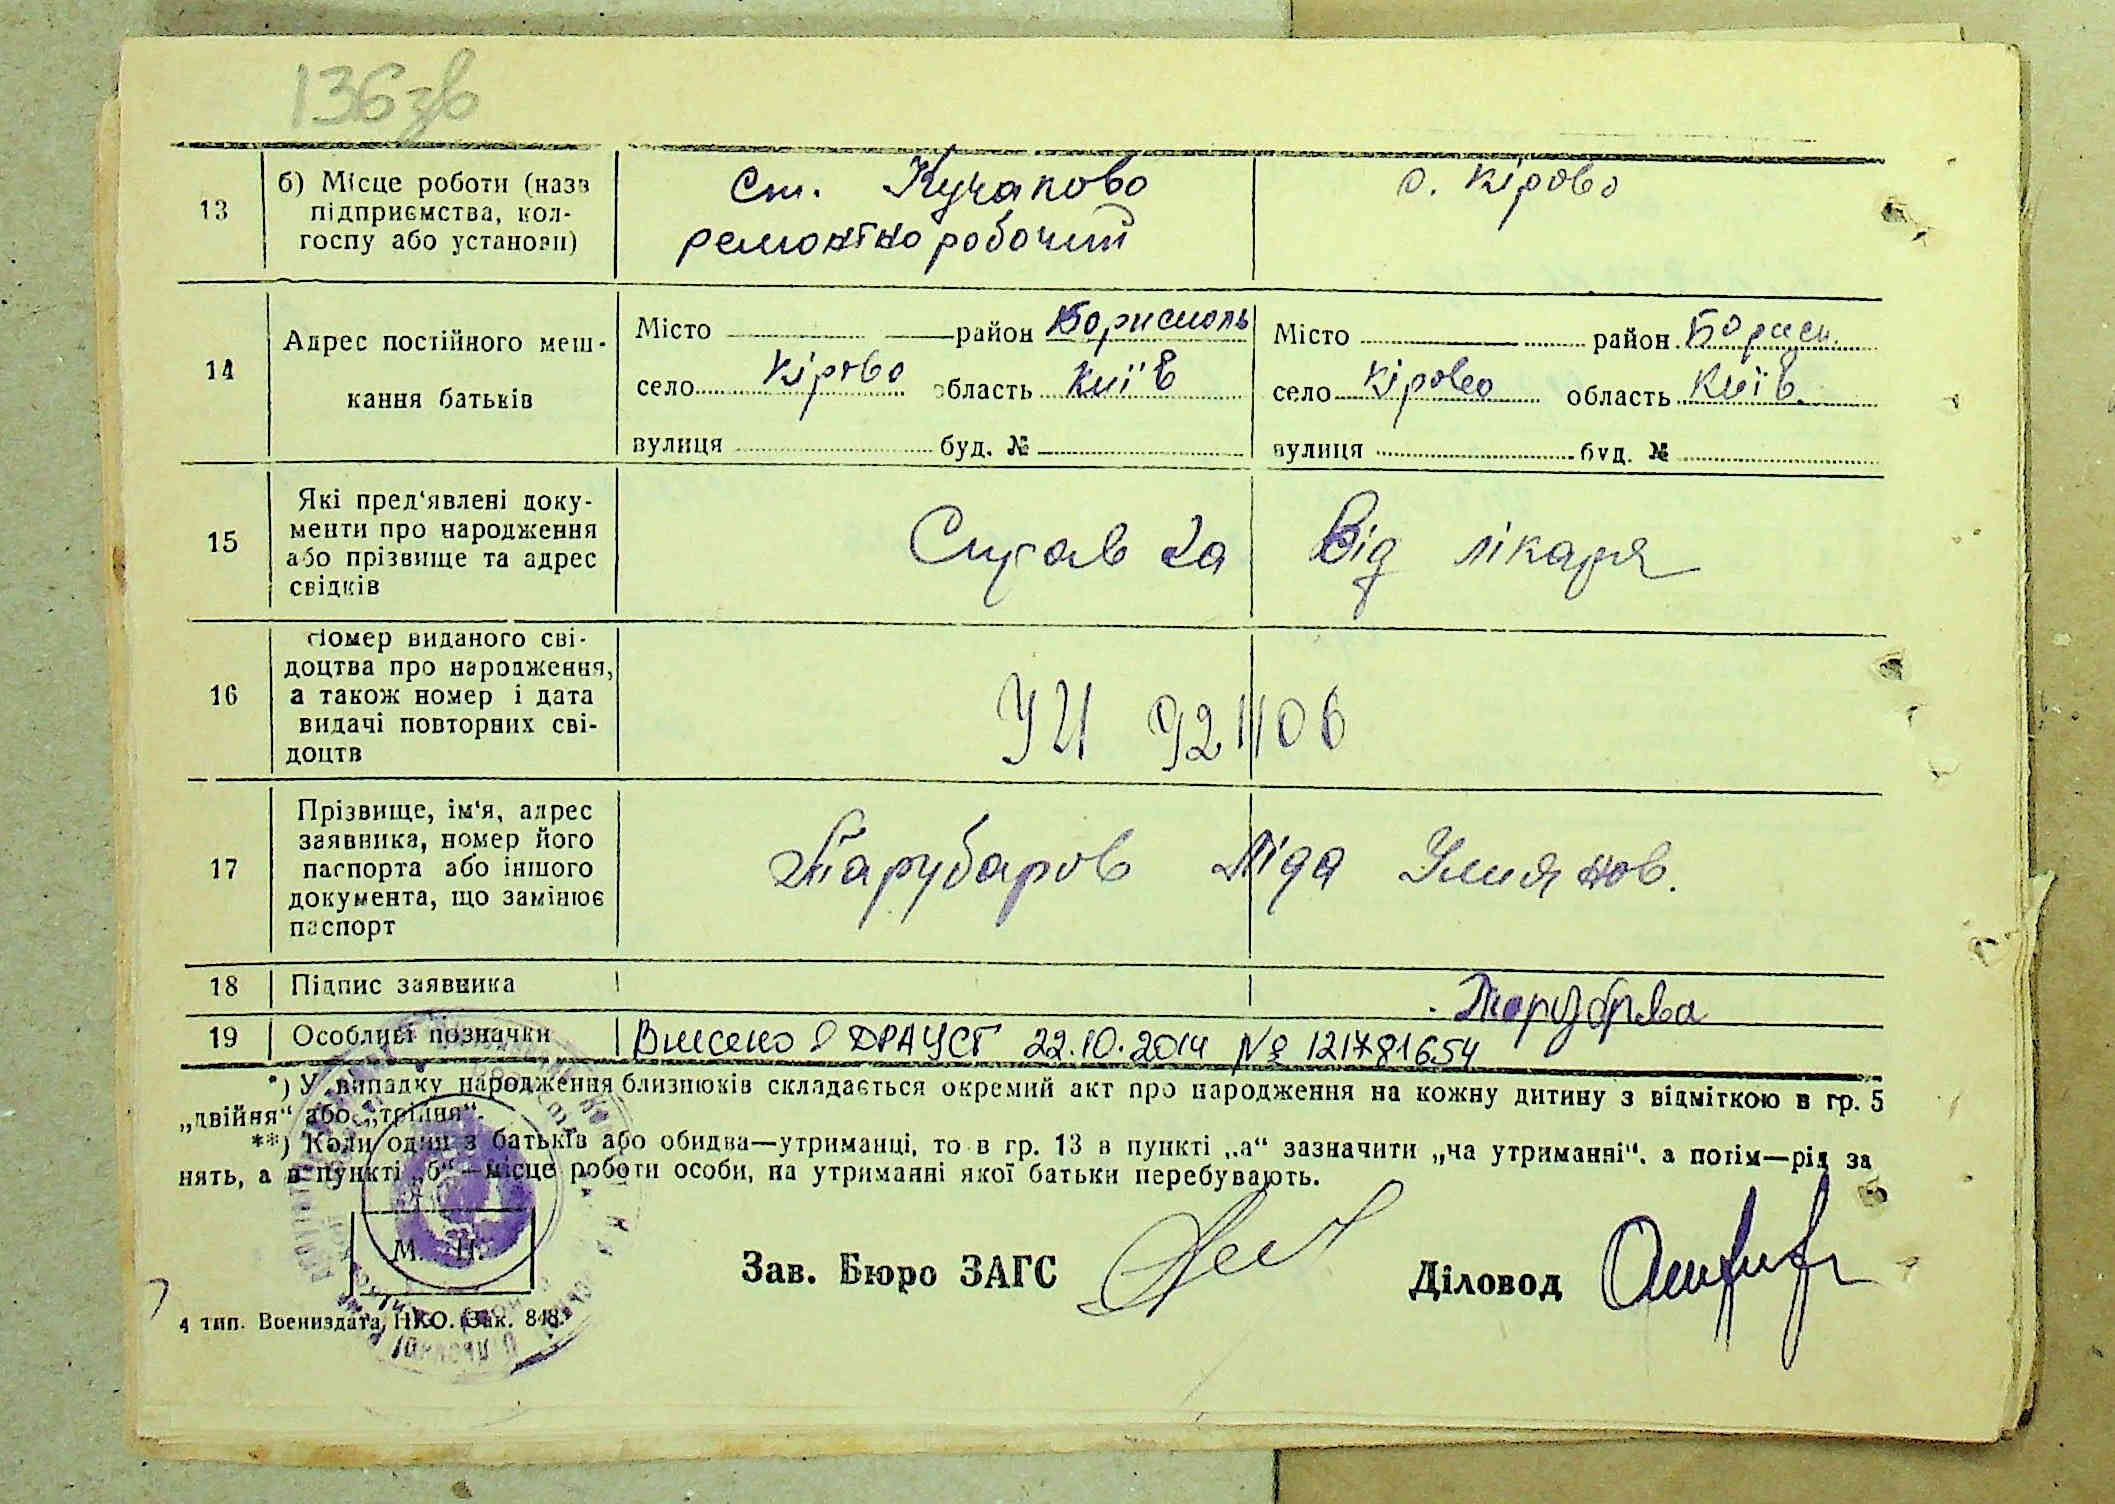 136зв
13
б) Місце роботи (назв
підприємства, кол-
госпу або установи)
Ст. Кучаково
ремонтно робочий
с. Кірово
14
Адрес постійного меш-
кання батьків
Місто район Борисполь
село Кірово область Київ
вулиця буд. №
Місто район Борисп.
село Кірово область Київ.
вулиця буд. №
15
Які пред'явлені доку-
менти про народження
або прізвище та адрес
свідків
Справка Від лікаря
16
Номер виданого сві-
доцтва про народження,
а також номер і дата
видачі повторних сві-
доцтв
УИ 921106
17
Прізвище, ім'я, адрес
заявника, номер його
паспорта або іншого
документа, що замінює
паспорт
Тарубаров Ліда Улиянов.
18
Підпис заявника
19
Особливі позначки
Внесено в ДРАЦСГ 22.10.2014 № 121781654
*) У випадку народження близнюків складається окремий акт про народження на кожну дитину з відміткою в гр. 5
„двійня“ або „трійня“.
**) Коли один з батьків або обидва—утриманці, то в гр. 13 в пункті „а“ зазначити „на утриманні“, а потім—рід за
нять, а в пункті „б“—місце роботи особи, на утриманні якої батьки перебувають.
М. П.
Зав. Бюро ЗАГС
Діловод
4 тип. Воениздата НКО. Зак. 848.